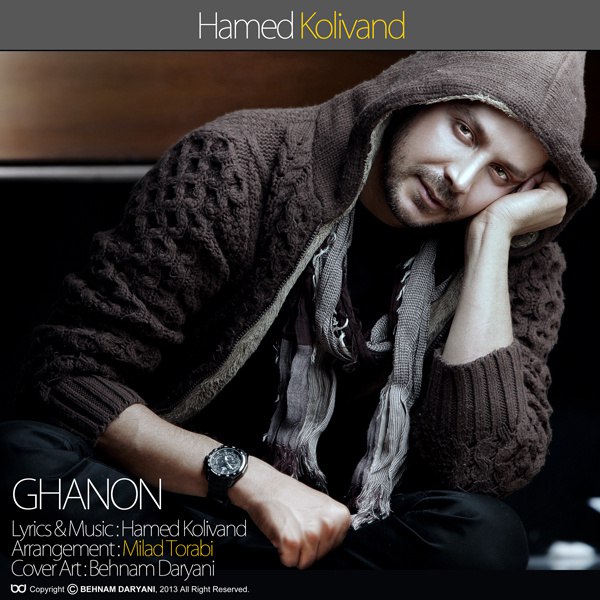 Hamed Kolivand
GHANON
Lyrics & Music : Hamed Kolivand
Arrangement : Milad Torabi
Cover Art : Behnam Daryani
Copyright © BEHNAM DARYANI, 2013 All Right Reserved.